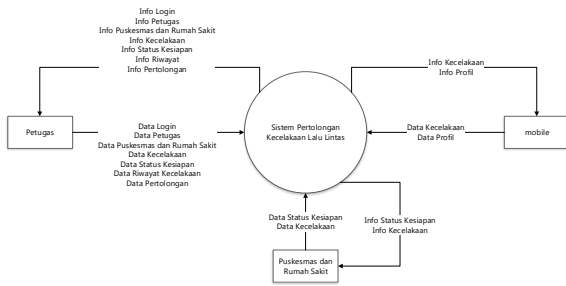 Info Login
Info Petugas
Info Puskesmas dan Rumah Sakit
Info Kecelakaan
Info Status Kesiapan
Info Riwayat
Info Pertolongan
Info Kecelakaan
Info Profil
Petugas
Data Login
Data Petugas
Data Puskesmas dan Rumah Sakit
Data Kecelakaan
Data Status Kesiapan
Data Riwayat Kecelakaan
Data Pertolongan
Sistem Pertolongan
Kecelakaan Lalu Lintas
Data Kecelakaan
Data Profil
mobile
Data Status Kesiapan
Data Kecelakaan
Info Status Kesiapan
Info Kecelakaan
Puskesmas dan
Rumah Sakit